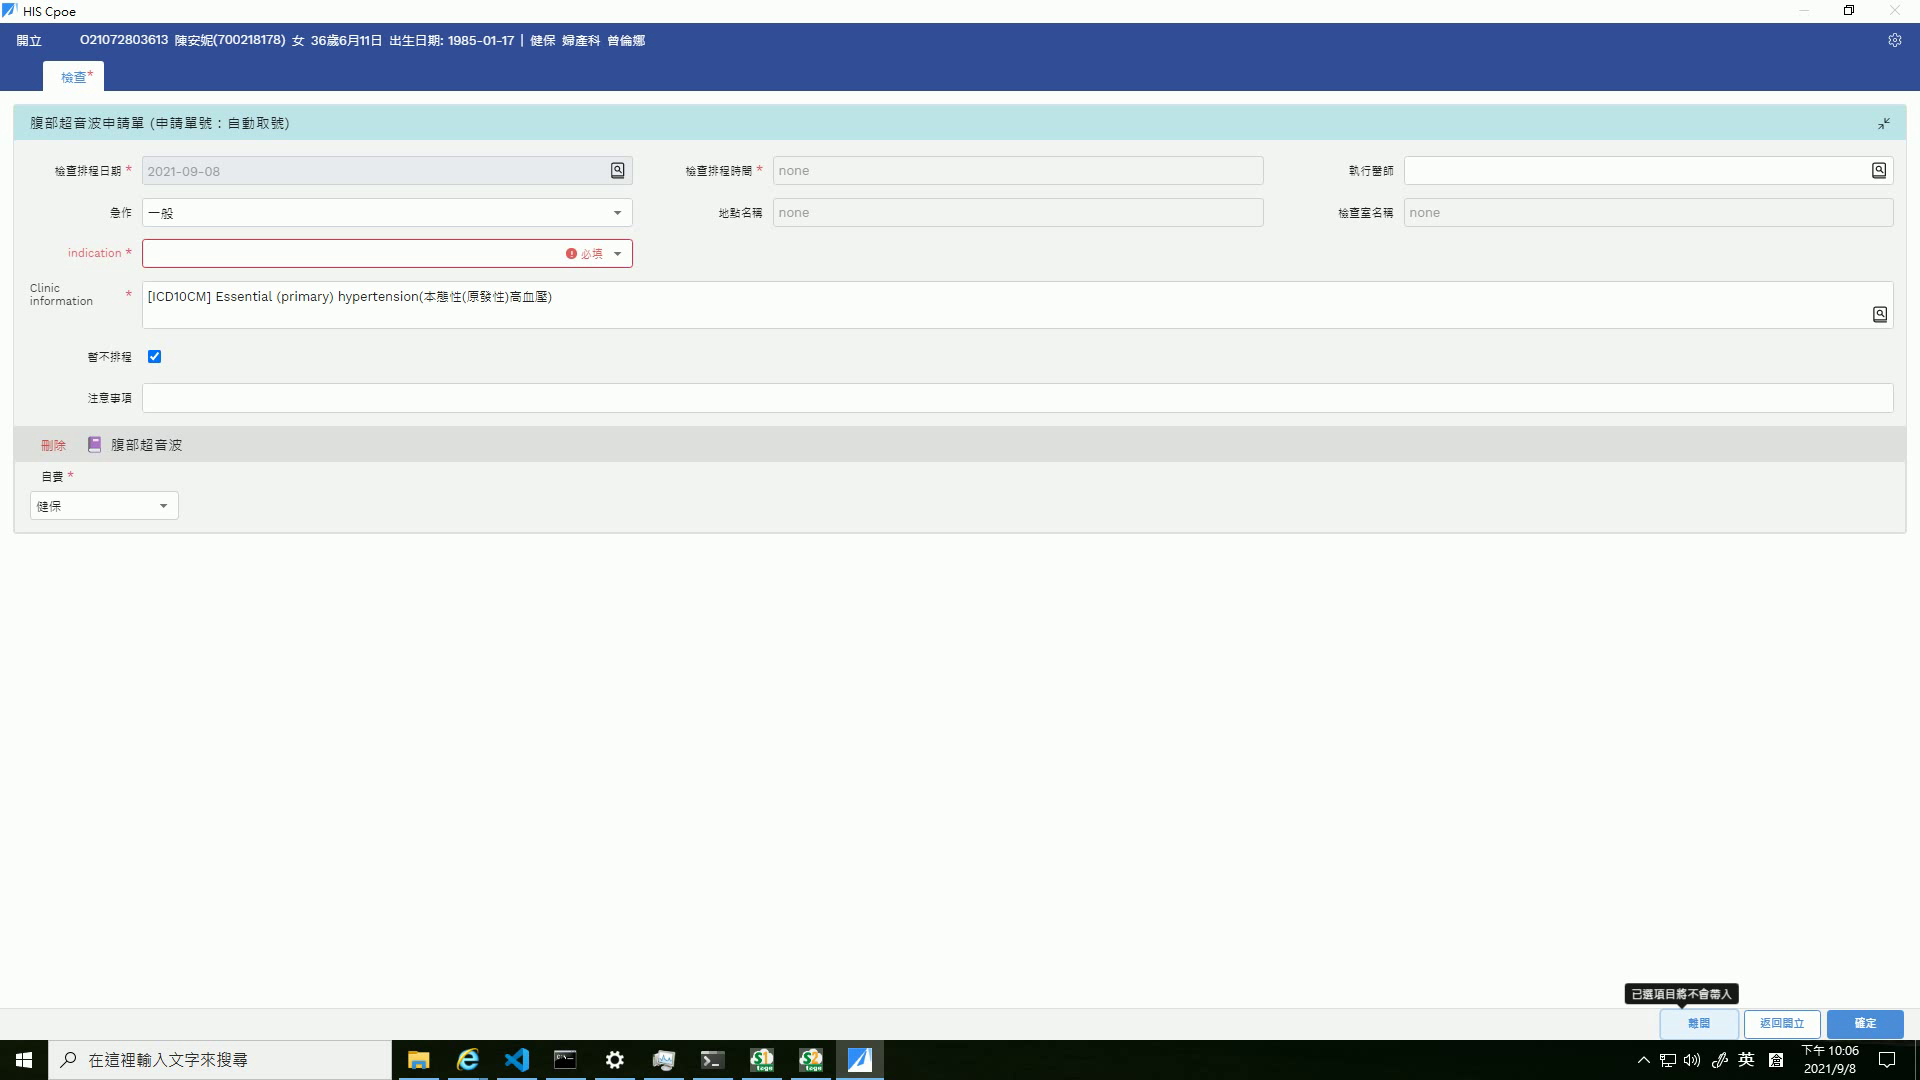 HIS Cpoe
開立 O21072803613 陳安妮(700218178) 女 36歲6月11日 出生日期: 1985-01-17 | 健保 婦產科 曾倫娜
檢查*
腹部超音波申請單 (申請單號：自動取號)
檢查排程日期 * 2021-09-08 檢查排程時間 * none 執行醫師
急作 一般 地點名稱 none 檢查室名稱 none
indication * 必填
Clinic information * [ICD10CM] Essential (primary) hypertension(本態性(原發性)高血壓)
暫不排程
注意事項
刪除 腹部超音波
自費 *
健保
已選項目將不會帶入
離開 返回開立 確定
在這裡輸入文字來搜尋
S1 togo
S2 togo
英
下午 10:06
2021/9/8